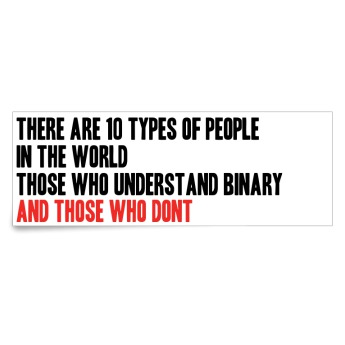 THERE ARE 10 TYPES OF PEOPLE
IN THE WORLD
THOSE WHO UNDERSTAND BINARY
AND THOSE WHO DONT